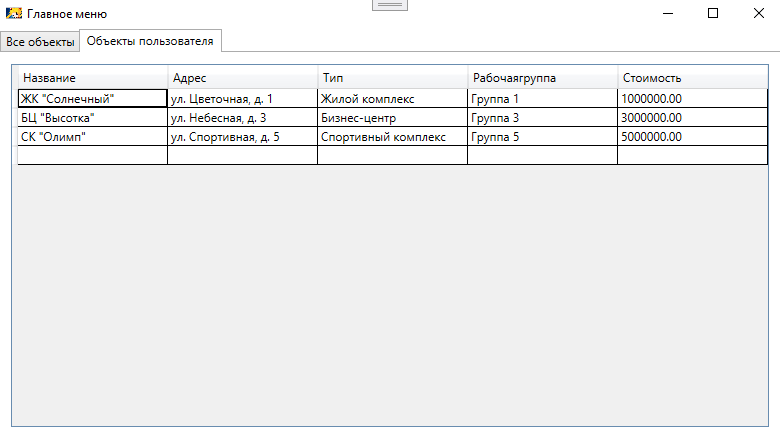 Главное меню
Все объекты Объекты пользователя
Название Адрес Тип Рабочаягруппа Стоимость
ЖК "Солнечный" ул. Цветочная, д. 1 Жилой комплекс Группа 1 1000000.00
БЦ "Высотка" ул. Небесная, д. 3 Бизнес-центр Группа 3 3000000.00
СК "Олимп" ул. Спортивная, д. 5 Спортивный комплекс Группа 5 5000000.00